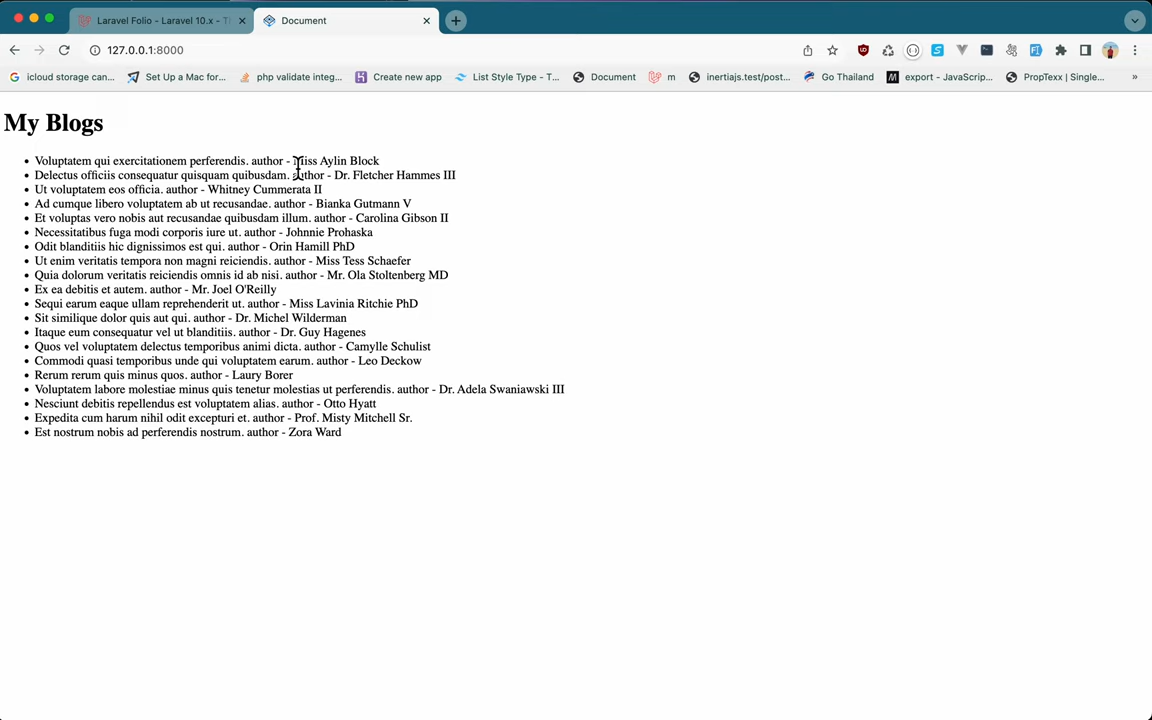 Laravel Folio - Laravel 10.x - T
Document
127.0.0.1:8000
icloud storage can...
Set Up a Mac for...
php validate integ...
Create new app
List Style Type - T...
Document
m
inertiajs.test/post...
Go Thailand
export - JavaScrip...
PropTexx | Single...
»
My Blogs
• Voluptatem qui exercitationem perferendis. author - Miss Aylin Block
• Delectus officiis consequatur quisquam quibusdam. author - Dr. Fletcher Hammes III
• Ut voluptatem eos officia. author - Whitney Cummerata II
• Ad cumque libero voluptatem ab ut recusandae. author - Bianka Gutmann V
• Et voluptas vero nobis aut recusandae quibusdam illum. author - Carolina Gibson II
• Necessitatibus fuga modi corporis iure ut. author - Johnnie Prohaska
• Odit blanditiis hic dignissimos est qui. author - Orin Hamill PhD
• Ut enim veritatis tempora non magni reiciendis. author - Miss Tess Schaefer
• Quia dolorum veritatis reiciendis omnis id ab nisi. author - Mr. Ola Stoltenberg MD
• Ex ea debitis et autem. author - Mr. Joel O'Reilly
• Sequi earum eaque ullam reprehenderit ut. author - Miss Lavinia Ritchie PhD
• Sit similique dolor quis aut qui. author - Dr. Michel Wilderman
• Itaque eum consequatur vel ut blanditiis. author - Dr. Guy Hagenes
• Quos vel voluptatem delectus temporibus animi dicta. author - Camylle Schulist
• Commodi quasi temporibus unde qui voluptatem earum. author - Leo Deckow
• Rerum rerum quis minus quos. author - Laury Borer
• Voluptatem labore molestiae minus quis tenetur molestias ut perferendis. author - Dr. Adela Swaniawski III
• Nesciunt debitis repellendus est voluptatem alias. author - Otto Hyatt
• Expedita cum harum nihil odit excepturi et. author - Prof. Misty Mitchell Sr.
• Est nostrum nobis ad perferendis nostrum. author - Zora Ward